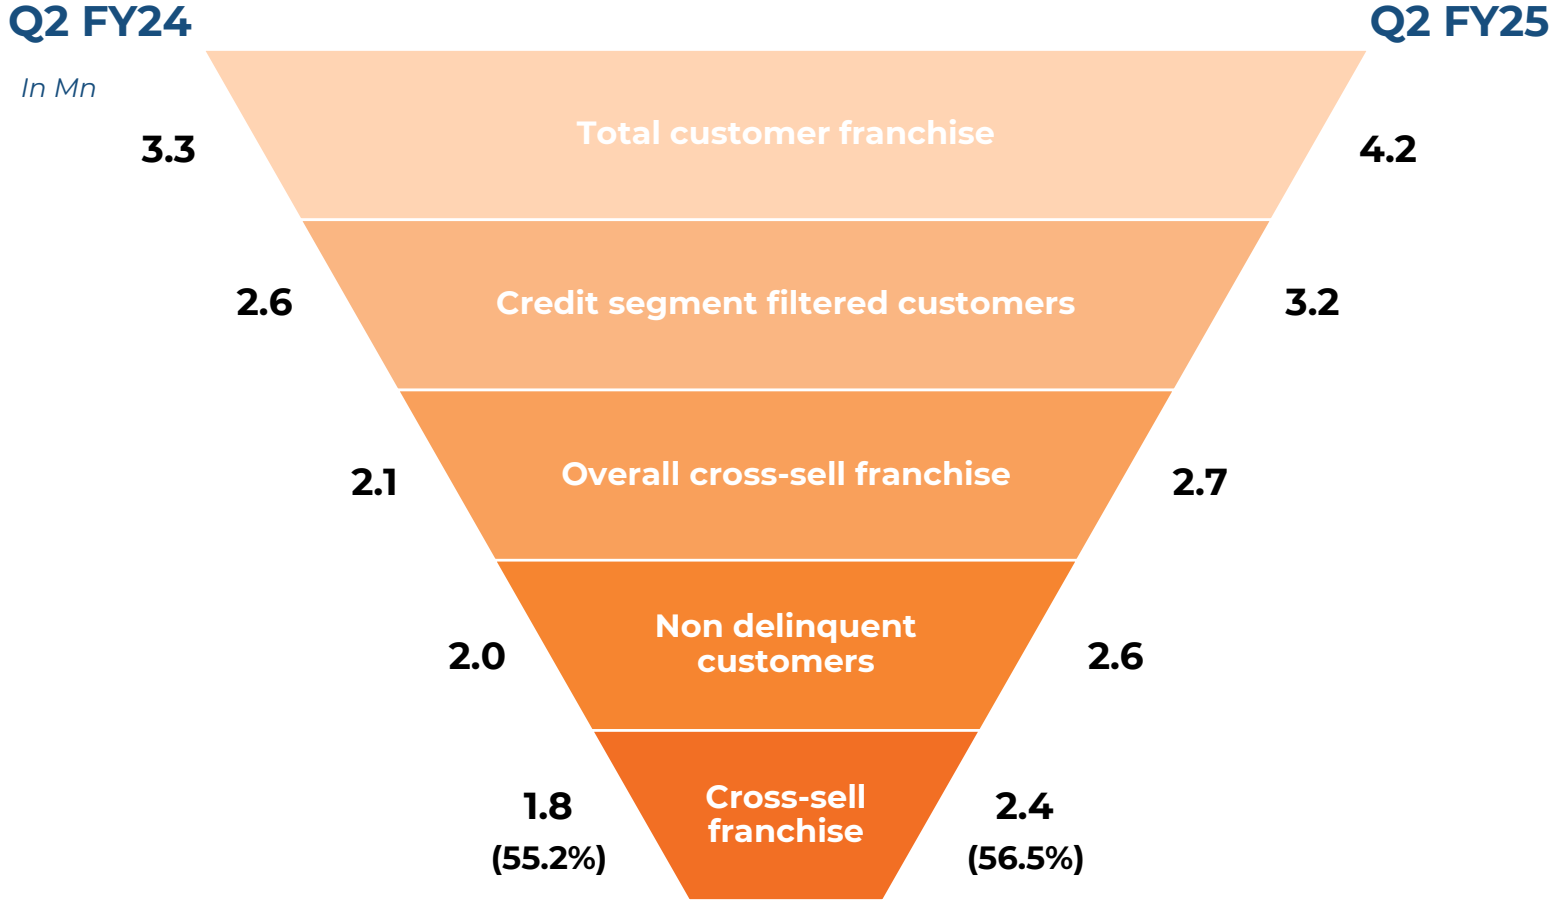 Q2 FY24
Q2 FY25
In Mn
3.3
Total customer franchise
4.2
2.6
Credit segment filtered customers
3.2
2.1
Overall cross-sell franchise
2.7
2.0
Non delinquent
customers
2.6
1.8
(55.2%)
Cross-sell
franchise
2.4
(56.5%)